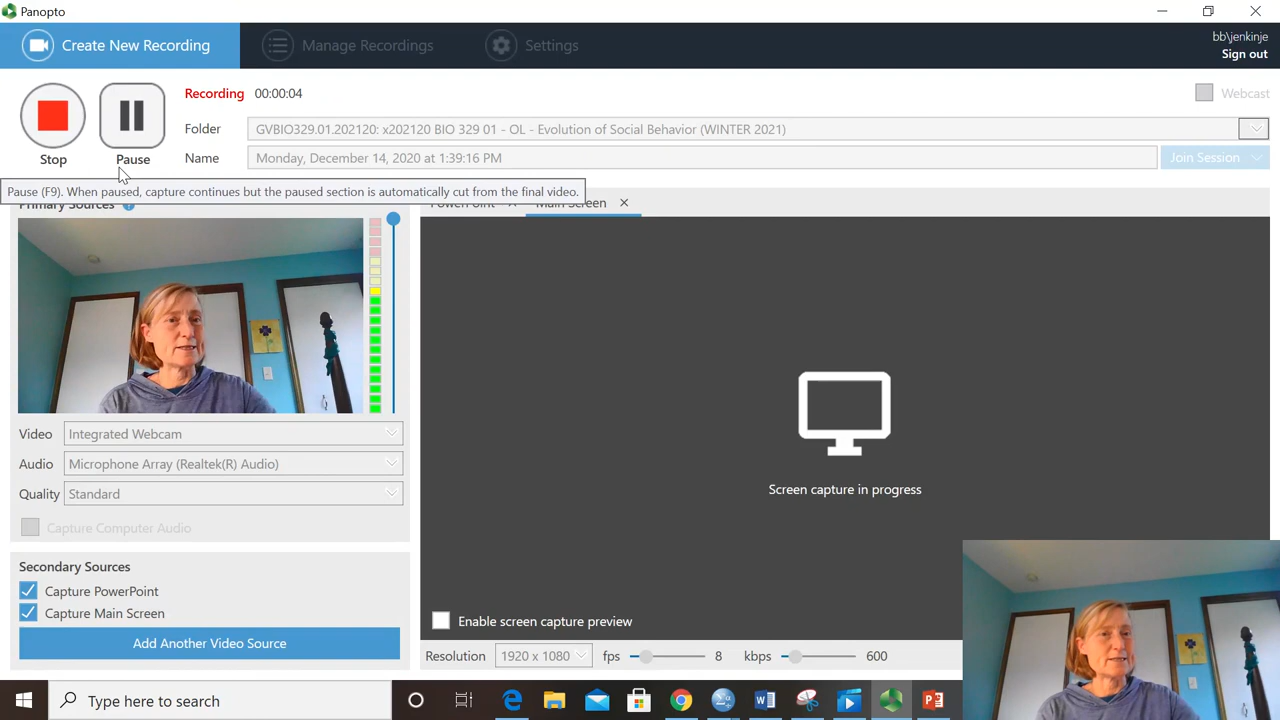 Panopto
Create New Recording
Manage Recordings
Settings
bb\jenkinje
Sign out
Recording 00:00:04
Webcast
Folder GVBIO329.01.202120: x202120 BIO 329 01 - OL - Evolution of Social Behavior (WINTER 2021)
Stop Pause
Name Monday, December 14, 2020 at 1:39:16 PM
Join Session
Pause (F9). When paused, capture continues but the paused section is automatically cut from the final video.
Primary Sources
PowerPoint
Main Screen
Video Integrated Webcam
Audio Microphone Array (Realtek(R) Audio)
Quality Standard
Capture Computer Audio
Screen capture in progress
Secondary Sources
Capture PowerPoint
Capture Main Screen
Add Another Video Source
Enable screen capture preview
Resolution 1920 x 1080 fps 8 kbps 600
Type here to search